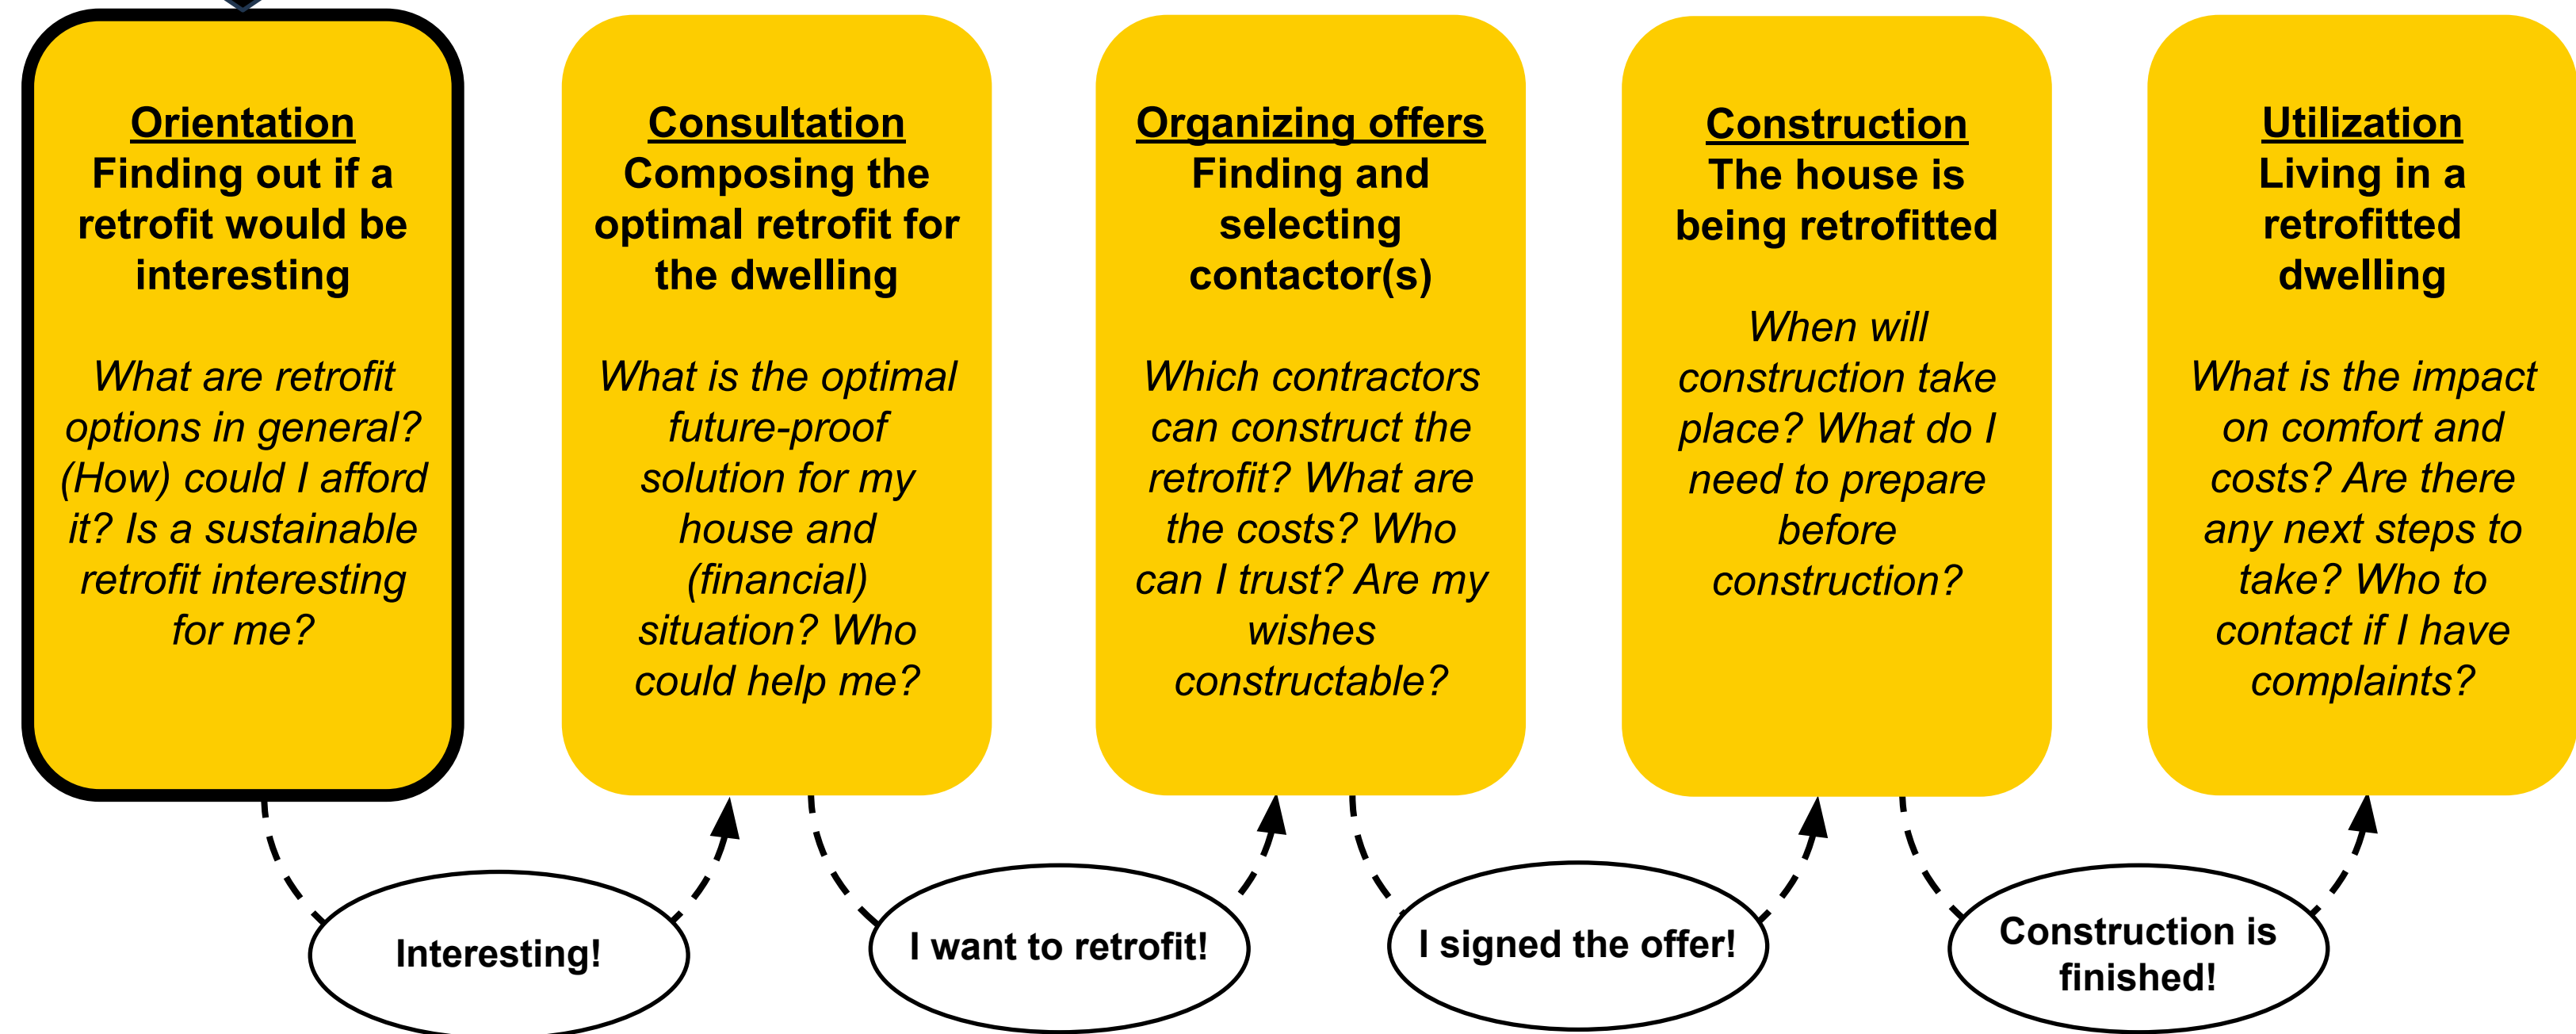 Orientation
Finding out if a
retrofit would be
interesting
What are retrofit
options in general?
(How) could I afford
it? Is a sustainable
retrofit interesting
for me?
Consultation
Composing the
optimal retrofit for
the dwelling
What is the optimal
future-proof
solution for my
house and
(financial)
situation? Who
could help me?
Organizing offers
Finding and
selecting
contactor(s)
Which contractors
can construct the
retrofit? What are
the costs? Who
can I trust? Are my
wishes
constructable?
Construction
The house is
being retrofitted
When will
construction take
place? What do I
need to prepare
before
construction?
Utilization
Living in a
retrofitted
dwelling
What is the impact
on comfort and
costs? Are there
any next steps to
take? Who to
contact if I have
complaints?
Interesting!
I want to retrofit!
I signed the offer!
Construction is
finished!